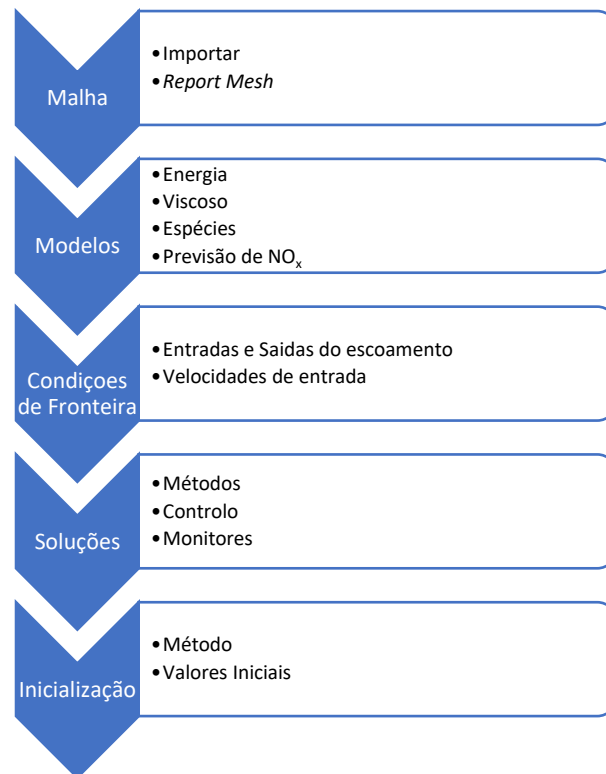 Malha
•Importar
•Report Mesh
Modelos
•Energia
•Viscoso
•Espécies
•Previsão de NOx
Condiçoes
de Fronteira
•Entradas e Saidas do escoamento
•Velocidades de entrada
Soluções
•Métodos
•Controlo
•Monitores
Inicialização
•Método
•Valores Iniciais